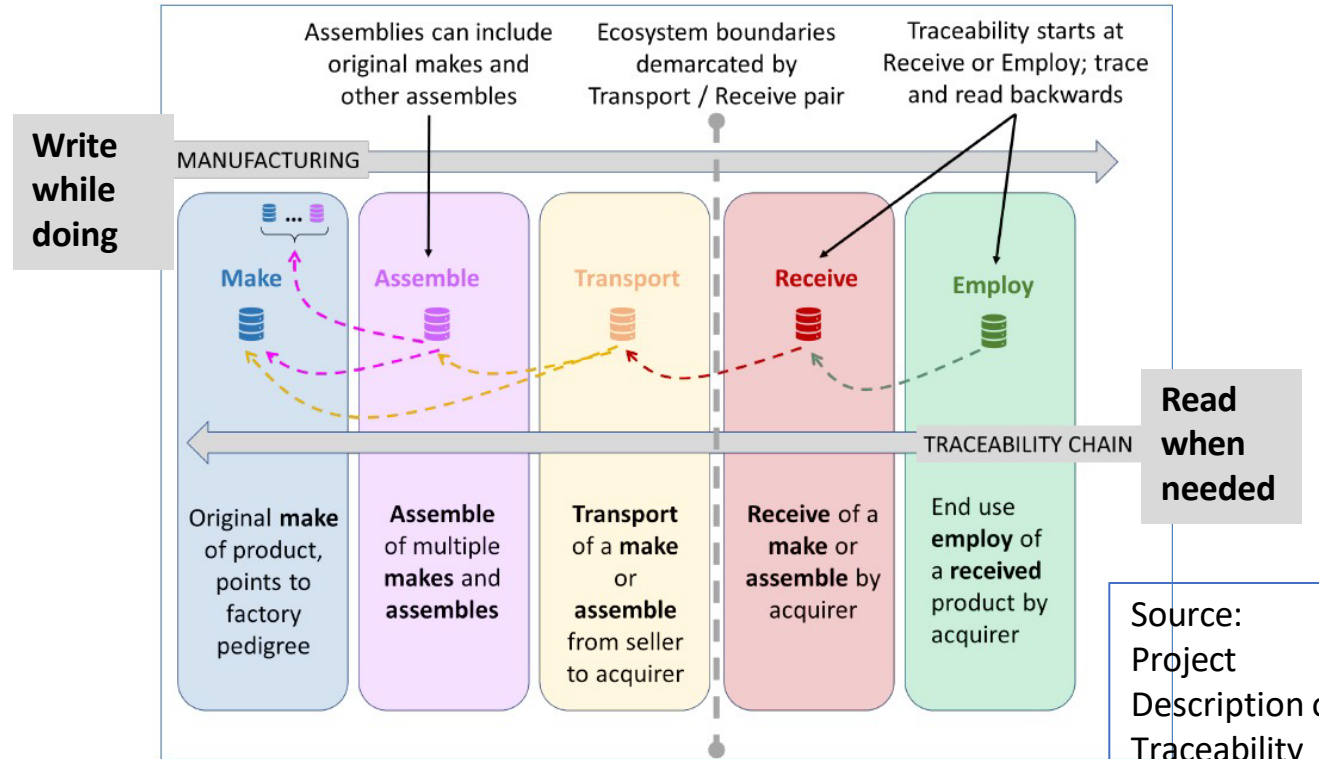 Assemblies can include
original makes and
other assembles
Ecosystem boundaries
demarcated by
Transport / Receive pair
Traceability starts at
Receive or Employ; trace
and read backwards
Write
while
doing
MANUFACTURING
...
Make
Assemble
Transport
Receive
Employ
TRACEABILITY CHAIN
Read
when
needed
Original make
of product,
points to
factory
pedigree
Assemble
of multiple
makes and
assembles
Transport
of a make
or
assemble
from seller
to acquirer
Receive of a
make or
assemble by
acquirer
End use
employ of
a received
product by
acquirer
Source:
Project
Description
Traceability